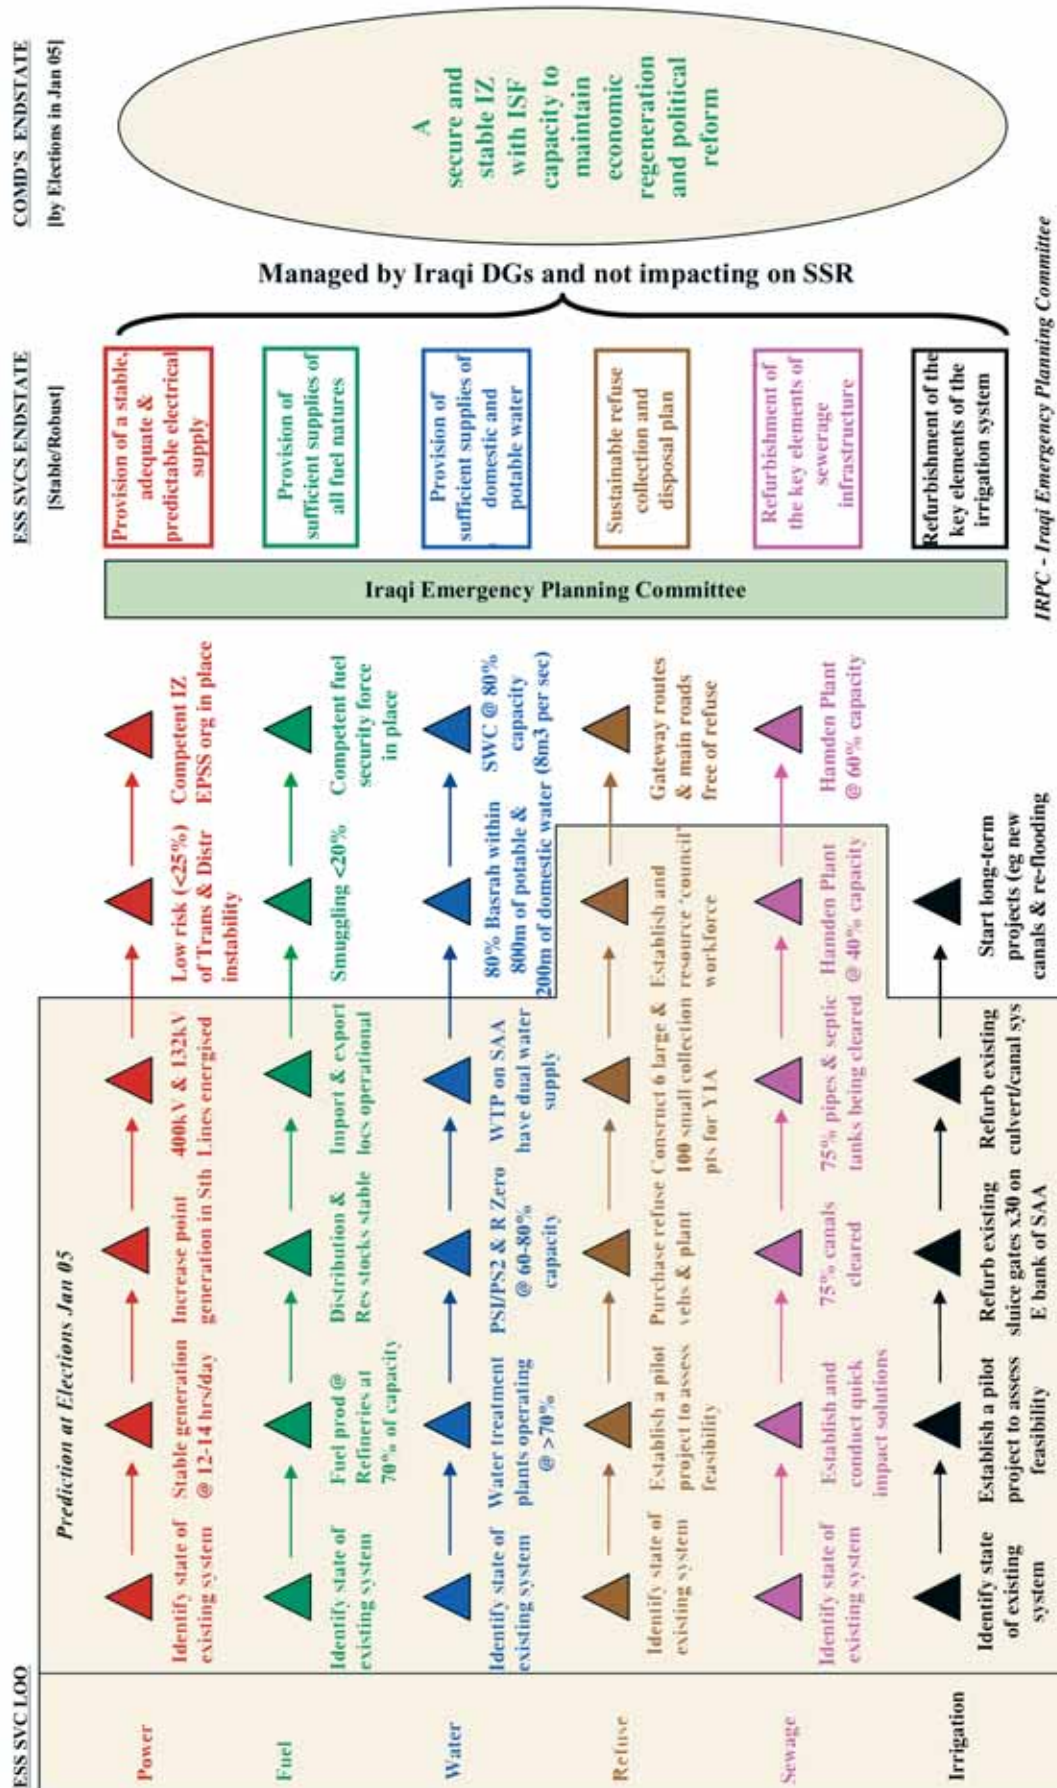 ESS SVC LOO
ESS SVCS ENDSTATE
[Stable/Robust]
COMD'S ENDSTATE
[by Elections in Jan 05]
Prediction at Elections Jan 05
Power
Identify state of
existing system
Stable generation
@ 12-14 hrs/day
Increase point
generation in Sth
400kV & 132kV
Lines energised
Low risk (<25%)
of Trans & Distr
instability
Competent IZ
EPSS org in place
Provision of a stable,
adequate &
predictable electrical
supply
Fuel
Identify state of
existing system
Fuel prod @
Refineries at
70% of capacity
Distribution &
Res stocks stable
Import & export
locs operational
Smuggling <20%
Competent fuel
security force
in place
Provision of
sufficient supplies of
all fuel natures
Water
Identify state of
existing system
Water treatment
plants operating
@ >70%
PSI/PS2 & R Zero
@ 60-80%
capacity
WTP on SAA
have dual water
supply
80% Basrah within
800m of potable &
200m of domestic water
SWC @ 80%
capacity
(8m3 per sec)
Provision of
sufficient supplies of
domestic and
potable water
Refuse
Identify state of
existing system
Establish a pilot
project to assess
feasibility
Purchase refuse
vehs & plant
Construct 6 large &
100 small collection
pts for Y1A
Establish and
resource 'council'
workforce
Gateway routes
& main roads
free of refuse
Sustainable refuse
collection and
disposal plan
Sewage
Identify state of
existing system
Establish and
conduct quick
impact solutions
75% canals
cleared
75% pipes & septic
tanks being cleared
Hamden Plant
@ 40% capacity
Hamden Plant
@ 60% capacity
Refurbishment of
the key elements of
sewerage
infrastructure
Irrigation
Identify state
of existing
system
Establish a pilot
project to assess
feasibility
Refurb existing
sluice gates x30 on
E bank of SAA
Refurb existing
culvert/canal sys
Start long-term
projects (eg new
canals & re-flooding
Refurbishment of the
key elements of the
irrigation system
Iraqi Emergency Planning Committee
Managed by Iraqi DGs and not impacting on SSR
A
secure and
stable IZ
with ISF
capacity to
maintain
economic
regeneration
and political
reform
IRPC - Iraqi Emergency Planning Committee